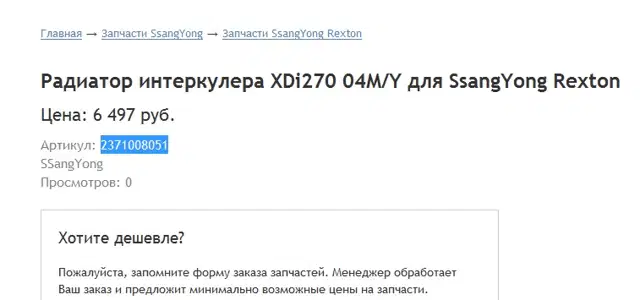 Главная → Запчасти SsangYong → Запчасти SsangYong Rexton
Радиатор интеркулера XDi270 04M/Y для SsangYong Rexton
Цена: 6 497 руб.
Артикул: 2371008051
SSangYong
Просмотров: 0
Хотите дешевле?
Пожалуйста, запомните форму заказа запчастей. Менеджер обработает
Ваш заказ и предложит минимально возможные цены на запчасти.